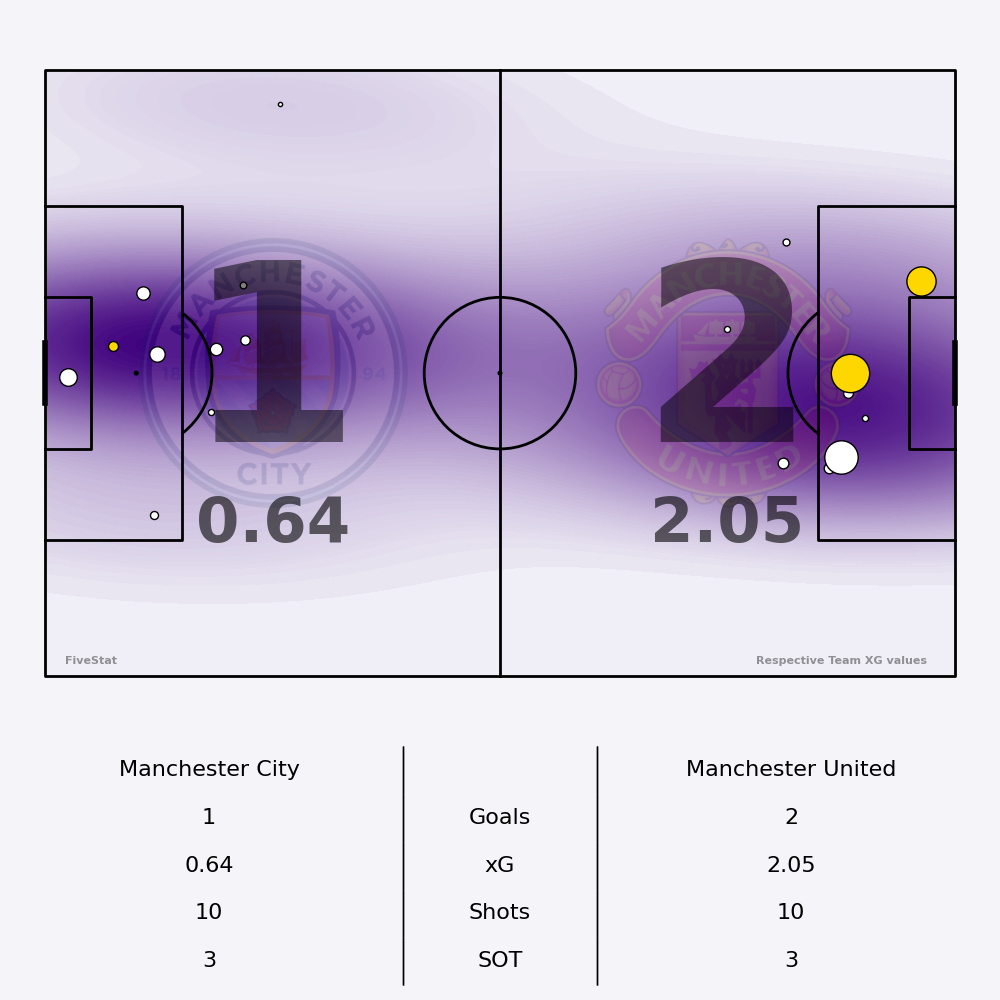 MANCHESTER
18 94
CITY
MANCHESTER
UNITED
1 2
0.64 2.05
FiveStat Respective Team XG values
Manchester City Manchester United
1 Goals 2
0.64 xG 2.05
10 Shots 10
3 SOT 3